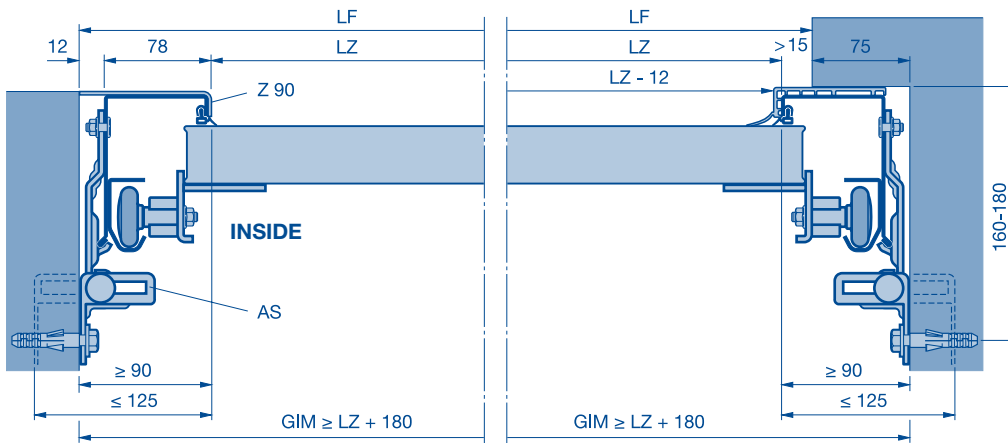 LF LF
12 78 LZ LZ >15 75
Z 90 LZ - 12
INSIDE
160-180
AS
≥ 90 ≥ 90
≤ 125 ≤ 125
GIM ≥ LZ + 180 GIM ≥ LZ + 180